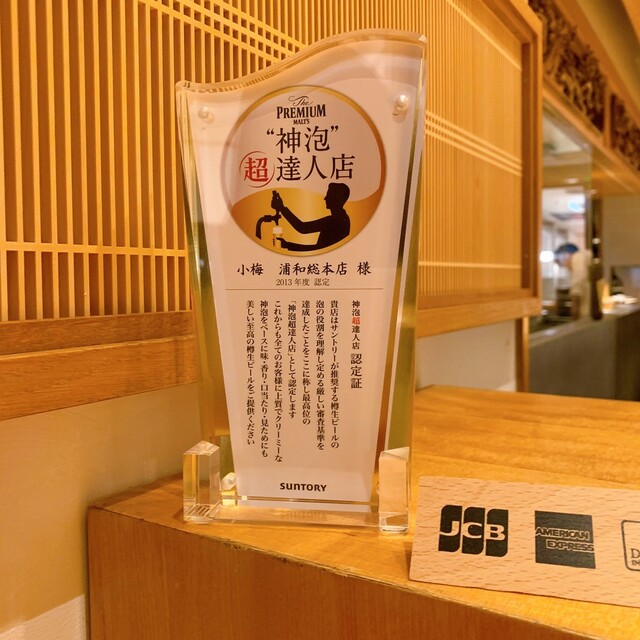 The
PREMIUM
MALT'S
“神泡”
超達人店
小梅 浦和総本店 様
2013年度 認定
神泡超達人店 認定証
貴店はサントリーが推奨する樽生ビールの
泡の役割を理解し定める厳しい審査基準を
達成したことをここに称し最高位の
「神泡超達人店」として認定します
これからも全てのお客様に上質でクリーミーな
神泡をベースに味・香り・口当たり・見ためにも
美しい至高の樽生ビールをご提供ください
SUNTORY
JCB
AMERICAN
EXPRESS